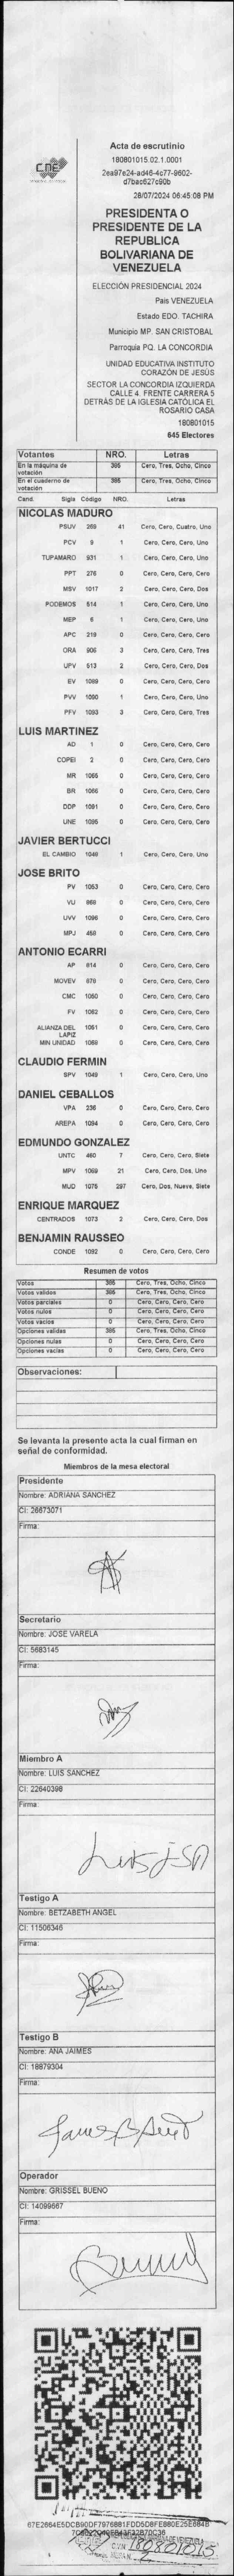 CNE
Acta de escrutinio
180801015.02.1.0001
2ea97e24-ad46-4c77-9602-
d7bac627c90b
28/07/2024 06:45:08 PM
PRESIDENTA O
PRESIDENTE DE LA
REPUBLICA
BOLIVARIANA DE
VENEZUELA
ELECCIÓN PRESIDENCIAL 2024
Pais VENEZUELA
Estado EDO. TACHIRA
Municipio MP. SAN CRISTOBAL
Parroquia PQ. LA CONCORDIA
UNIDAD EDUCATIVA INSTITUTO
CORAZÓN DE JESÚS
SECTOR LA CONCORDIA IZQUIERDA
CALLE 4. FRENTE CARRERA 5
DETRÁS DE LA IGLESIA CATÓLICA EL
ROSARIO CASA
180801015
645 Electores
Votantes NRO. Letras
En la máquina de votación 385 Cero, Tres, Ocho, Cinco
En el cuaderno de votación 385 Cero, Tres, Ocho, Cinco
Cand. Sigla Código NRO. Letras
NICOLAS MADURO
PSUV 269 41 Cero, Cero, Cuatro, Uno
PCV 9 1 Cero, Cero, Cero, Uno
TUPAMARO 931 1 Cero, Cero, Cero, Uno
PPT 276 0 Cero, Cero, Cero, Cero
MSV 1017 2 Cero, Cero, Cero, Dos
PODEMOS 514 1 Cero, Cero, Cero, Uno
MEP 6 1 Cero, Cero, Cero, Uno
APC 219 0 Cero, Cero, Cero, Cero
ORA 906 3 Cero, Cero, Cero, Tres
UPV 513 2 Cero, Cero, Cero, Dos
EV 1089 0 Cero, Cero, Cero, Cero
PVV 1090 1 Cero, Cero, Cero, Uno
PFV 1093 3 Cero, Cero, Cero, Tres
LUIS MARTINEZ
AD 1 0 Cero, Cero, Cero, Cero
COPEI 2 0 Cero, Cero, Cero, Cero
MR 1065 0 Cero, Cero, Cero, Cero
BR 1066 0 Cero, Cero, Cero, Cero
DDP 1091 0 Cero, Cero, Cero, Cero
UNE 1095 0 Cero, Cero, Cero, Cero
JAVIER BERTUCCI
EL CAMBIO 1048 1 Cero, Cero, Cero, Uno
JOSE BRITO
PV 1053 0 Cero, Cero, Cero, Cero
VU 868 0 Cero, Cero, Cero, Cero
UVV 1096 0 Cero, Cero, Cero, Cero
MPJ 458 0 Cero, Cero, Cero, Cero
ANTONIO ECARRI
AP 814 0 Cero, Cero, Cero, Cero
MOVEV 878 0 Cero, Cero, Cero, Cero
CMC 1050 0 Cero, Cero, Cero, Cero
FV 1062 0 Cero, Cero, Cero, Cero
ALIANZA DEL LAPIZ 1051 0 Cero, Cero, Cero, Cero
MIN UNIDAD 1068 0 Cero, Cero, Cero, Cero
CLAUDIO FERMIN
SPV 1049 1 Cero, Cero, Cero, Uno
DANIEL CEBALLOS
VPA 236 0 Cero, Cero, Cero, Cero
AREPA 1094 0 Cero, Cero, Cero, Cero
EDMUNDO GONZALEZ
UNTC 460 7 Cero, Cero, Cero, Siete
MPV 1069 21 Cero, Cero, Dos, Uno
MUD 1075 297 Cero, Dos, Nueve, Siete
ENRIQUE MARQUEZ
CENTRADOS 1073 2 Cero, Cero, Cero, Dos
BENJAMIN RAUSSEO
CONDE 1092 0 Cero, Cero, Cero, Cero
Resumen de votos
Votos 385 Cero, Tres, Ocho, Cinco
Votos validos 385 Cero, Tres, Ocho, Cinco
Votos parciales 0 Cero, Cero, Cero, Cero
Votos nulos 0 Cero, Cero, Cero, Cero
Votos vacios 0 Cero, Cero, Cero, Cero
Opciones validas 385 Cero, Tres, Ocho, Cinco
Opciones nulas 0 Cero, Cero, Cero, Cero
Opciones vacias 0 Cero, Cero, Cero, Cero
Observaciones:
Se levanta la presente acta la cual firman en
señal de conformidad.
Miembros de la mesa electoral
Presidente
Nombre: ADRIANA SANCHEZ
CI: 26673071
Firma:
Secretario
Nombre: JOSE VARELA
CI: 5683145
Firma:
Miembro A
Nombre: LUIS SANCHEZ
CI: 22640398
Firma:
Testigo A
Nombre: BETZABETH ANGEL
CI: 11506346
Firma:
Testigo B
Nombre: ANA JAIMES
CI: 18879304
Firma:
Operador
Nombre: GRISSEL BUENO
CI: 14099667
Firma:
180801015